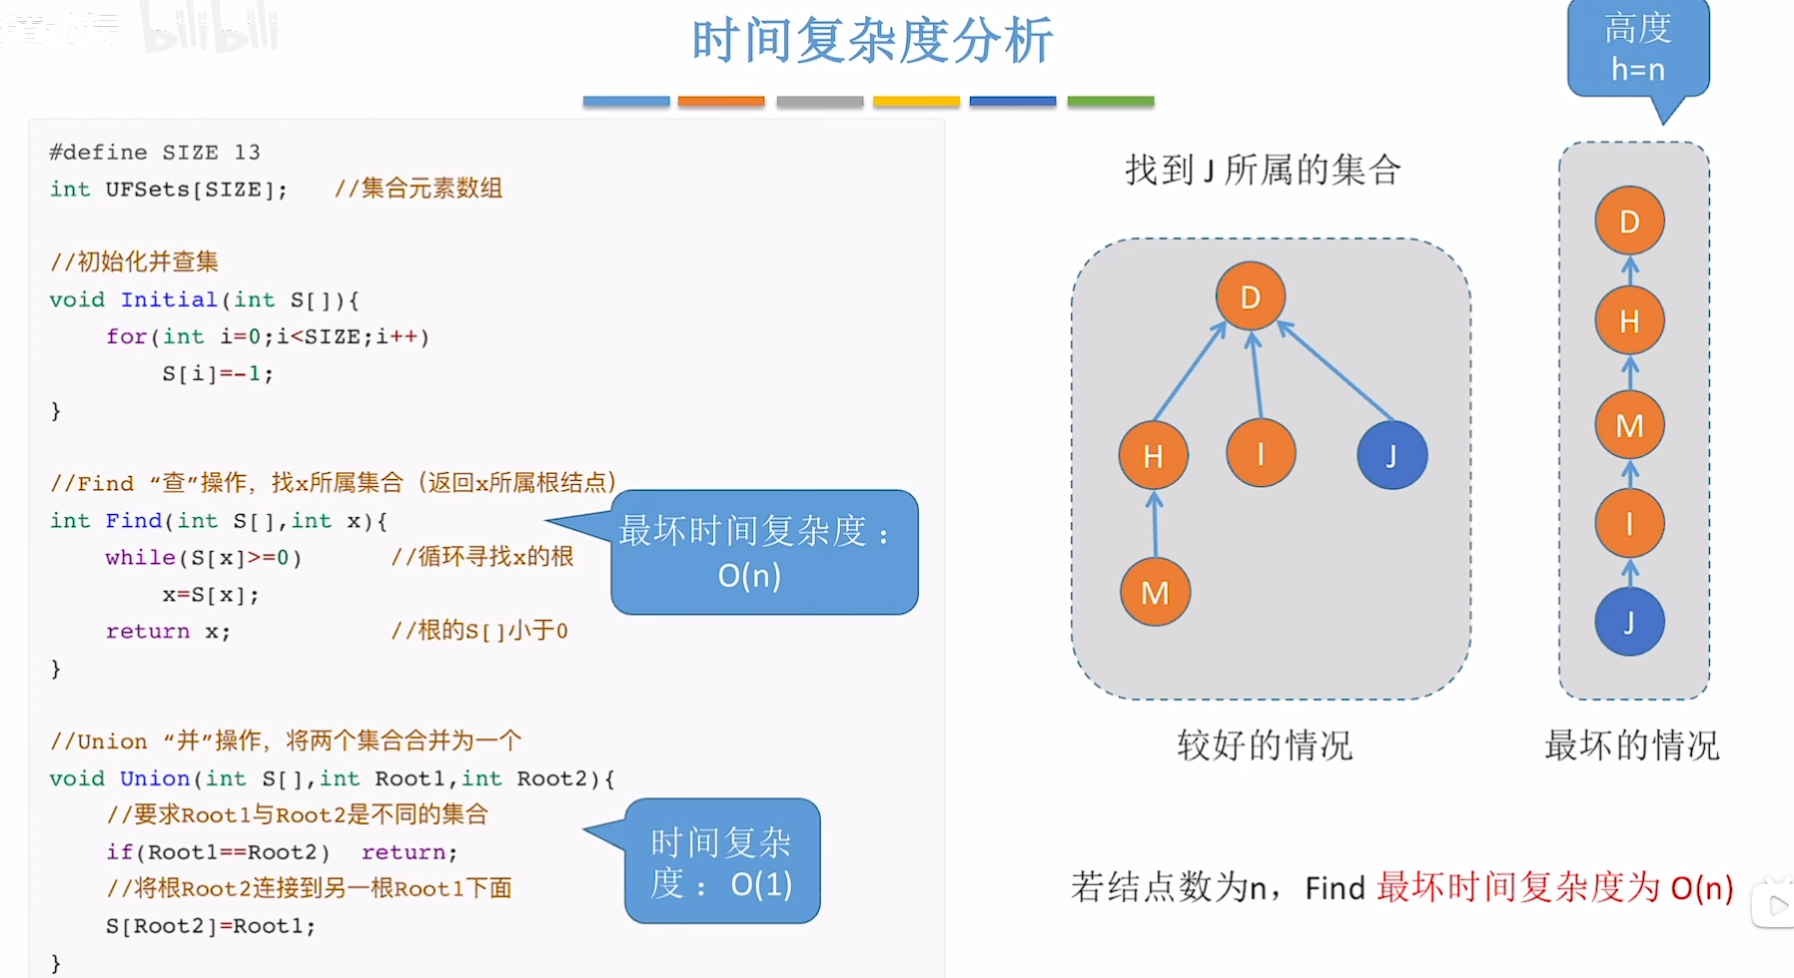 bilibili
时间复杂度分析
高度
h=n
#define SIZE 13
int UFSets[SIZE];   //集合元素数组
//初始化并查集
void Initial(int S[]){
    for(int i=0;i<SIZE;i++)
        S[i]=-1;
}
//Find “查”操作，找x所属集合（返回x所属根结点）
int Find(int S[],int x){
    while(S[x]>=0)      //循环寻找x的根
        x=S[x];
    return x;           //根的S[]小于0
}
最坏时间复杂度：
O(n)
//Union “并”操作，将两个集合合并为一个
void Union(int S[],int Root1,int Root2){
    //要求Root1与Root2是不同的集合
    if(Root1==Root2)  return;
    //将根Root2连接到另一根Root1下面
    S[Root2]=Root1;
}
时间复杂
度：O(1)
找到 J 所属的集合
D
H
I
J
M
较好的情况
D
H
M
I
J
最坏的情况
若结点数为n，Find 最坏时间复杂度为 O(n)